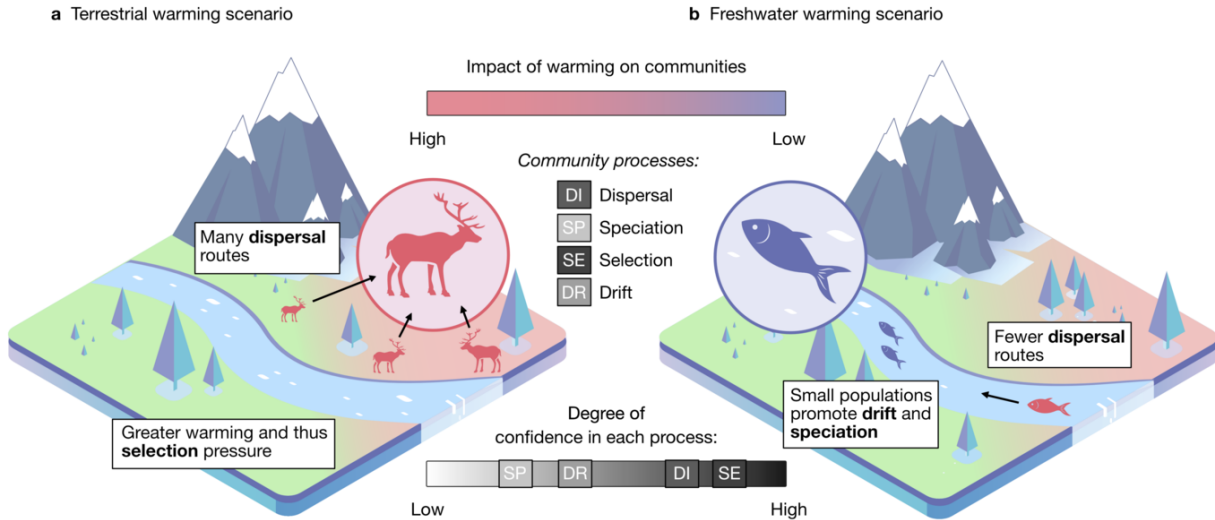 a Terrestrial warming scenario
b Freshwater warming scenario
Impact of warming on communities
High
Low
Community processes:
DI Dispersal
SP Speciation
SE Selection
DR Drift
Many dispersal
routes
Greater warming and thus
selection pressure
Fewer dispersal
routes
Small populations
promote drift and
speciation
Degree of
confidence in each process:
SP DR DI SE
Low
High